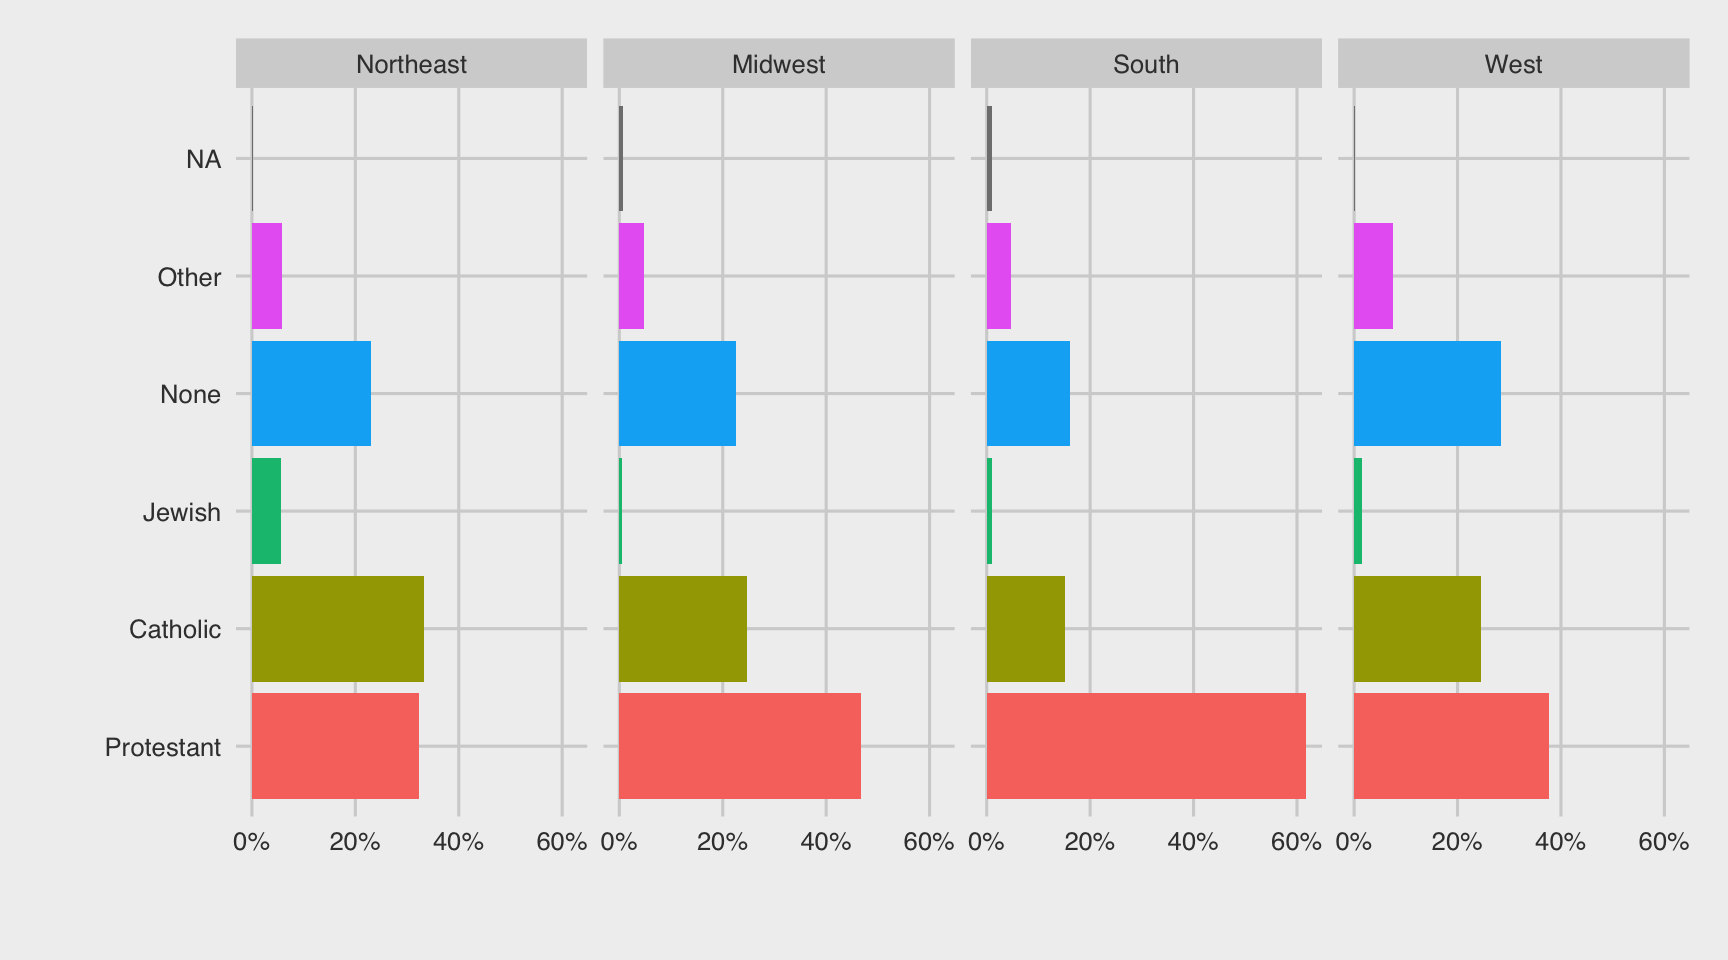 Northeast Midwest South West
NA
Other
None
Jewish
Catholic
Protestant
0% 20% 40% 60% 0% 20% 40% 60% 0% 20% 40% 60% 0% 20% 40% 60%